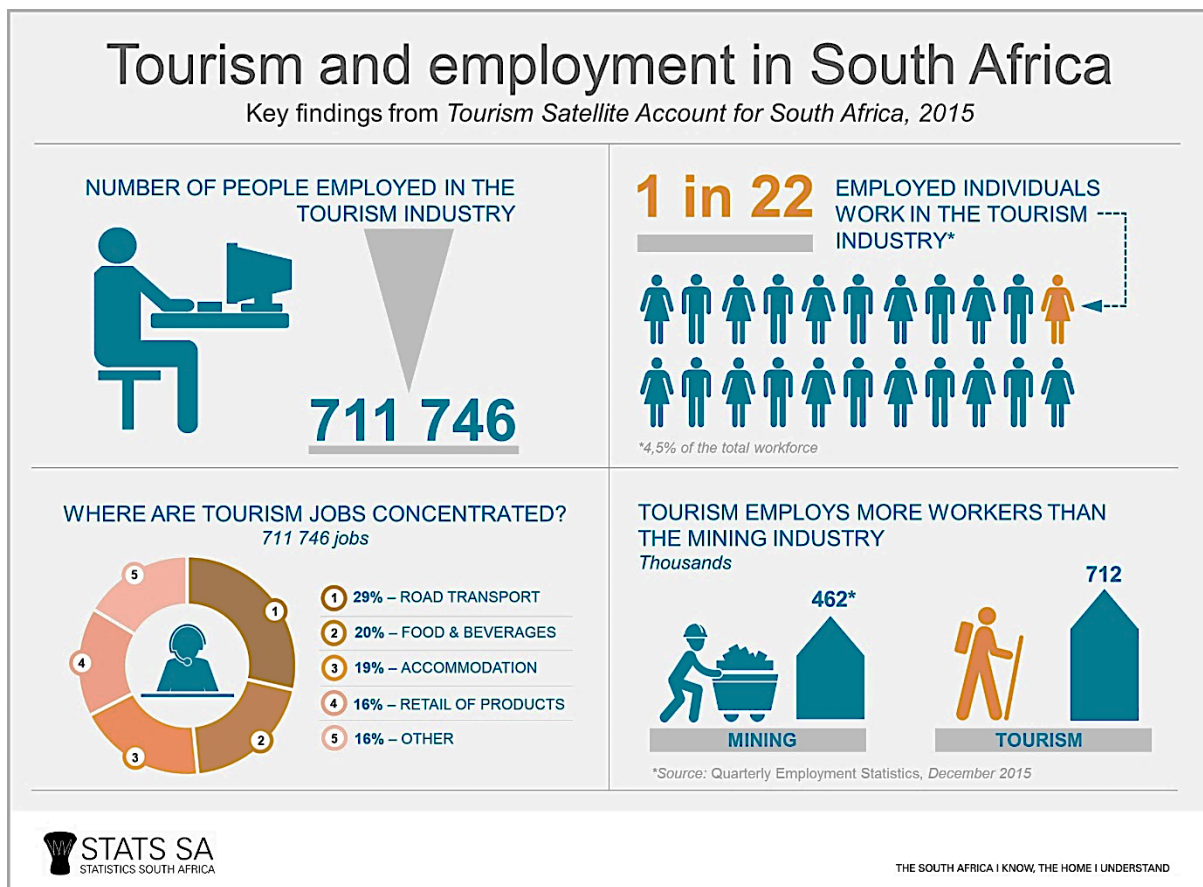 Tourism and employment in South Africa
Key findings from Tourism Satellite Account for South Africa, 2015
NUMBER OF PEOPLE EMPLOYED IN THE
TOURISM INDUSTRY
711 746
1 in 22
EMPLOYED INDIVIDUALS
WORK IN THE TOURISM
INDUSTRY*
*4,5% of the total workforce
WHERE ARE TOURISM JOBS CONCENTRATED?
711 746 jobs
1
2
3
4
5
1 29% – ROAD TRANSPORT
2 20% – FOOD & BEVERAGES
3 19% – ACCOMMODATION
4 16% – RETAIL OF PRODUCTS
5 16% – OTHER
TOURISM EMPLOYS MORE WORKERS THAN
THE MINING INDUSTRY
Thousands
462*
712
MINING
TOURISM
*Source: Quarterly Employment Statistics, December 2015
STATS SA
STATISTICS SOUTH AFRICA
THE SOUTH AFRICA I KNOW, THE HOME I UNDERSTAND